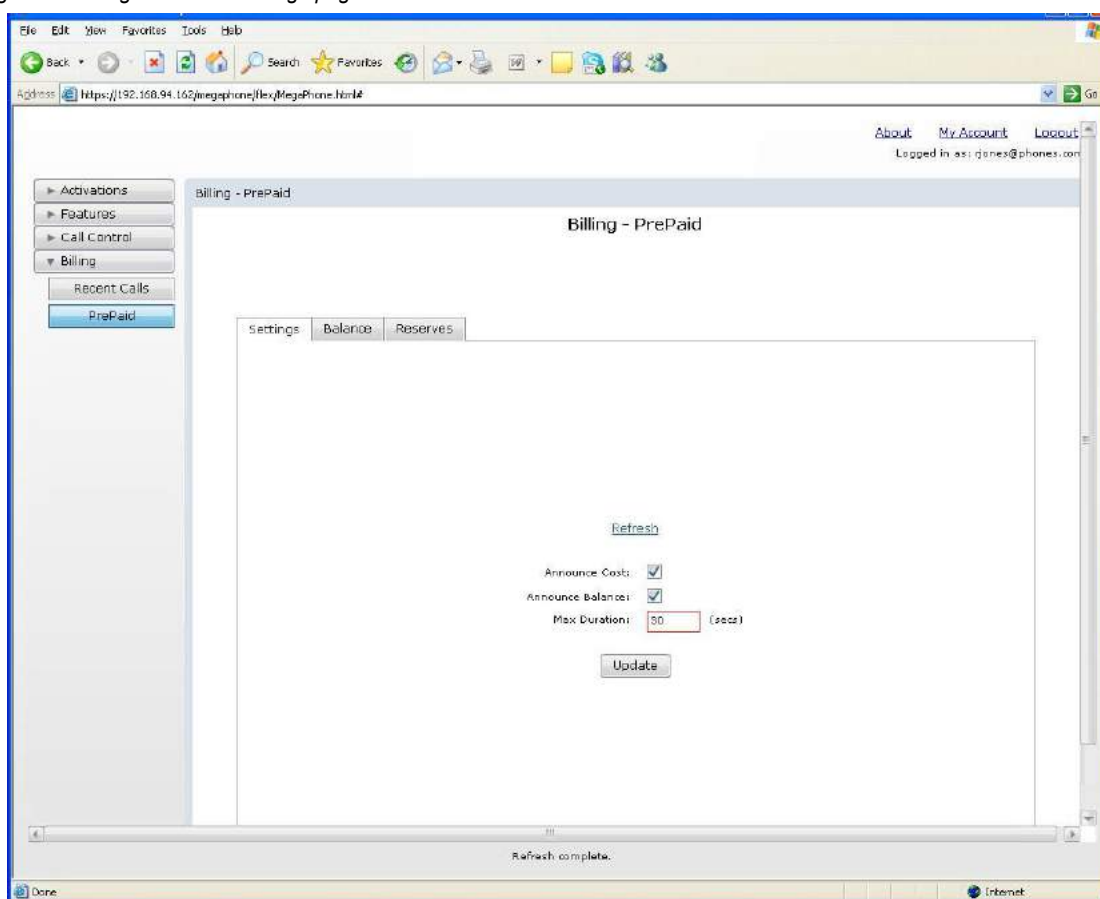 File Edit View Favorites Tools Help
Back Search Favorites
Address https://192.168.94.162/megaphone/flex/MegaPhone.html# Go
About My Account Logout
Logged in as: rjones@phones.com
Activations
Features
Call Control
Billing
Recent Calls
PrePaid
Billing - PrePaid
Billing - PrePaid
Settings Balance Reserves
Refresh
Announce Cost:
Announce Balance:
Max Duration: 30 (secs)
Update
Refresh complete.
Done Internet